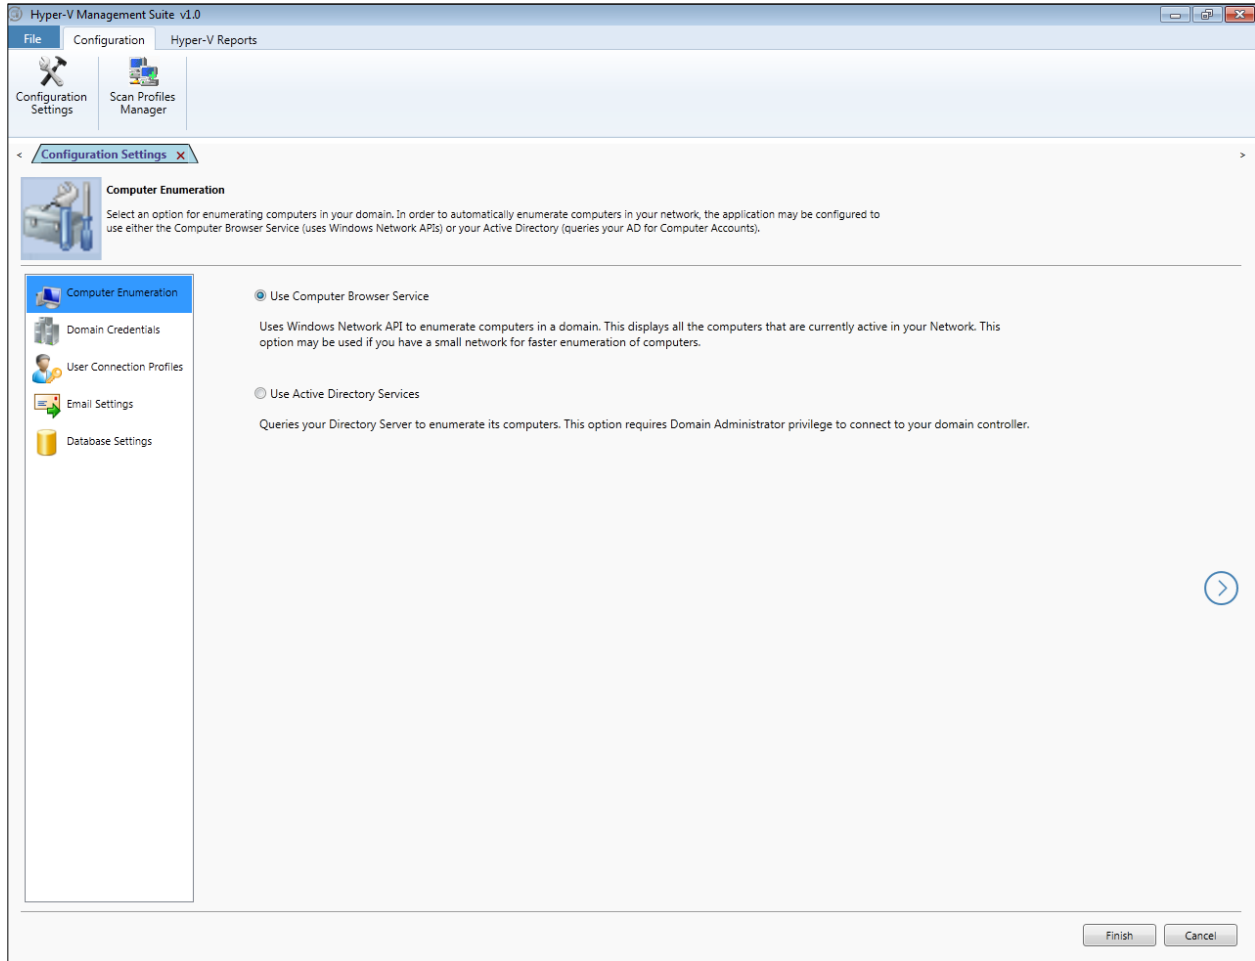 Hyper-V Management Suite v1.0
File Configuration Hyper-V Reports
Configuration Settings
Scan Profiles Manager
< Configuration Settings x >
Computer Enumeration
Select an option for enumerating computers in your domain. In order to automatically enumerate computers in your network, the application may be configured to
use either the Computer Browser Service (uses Windows Network APIs) or your Active Directory (queries your AD for Computer Accounts).
Computer Enumeration
Domain Credentials
User Connection Profiles
Email Settings
Database Settings
Use Computer Browser Service
Uses Windows Network API to enumerate computers in a domain. This displays all the computers that are currently active in your Network. This
option may be used if you have a small network for faster enumeration of computers.
Use Active Directory Services
Queries your Directory Server to enumerate its computers. This option requires Domain Administrator privilege to connect to your domain controller.
Finish Cancel